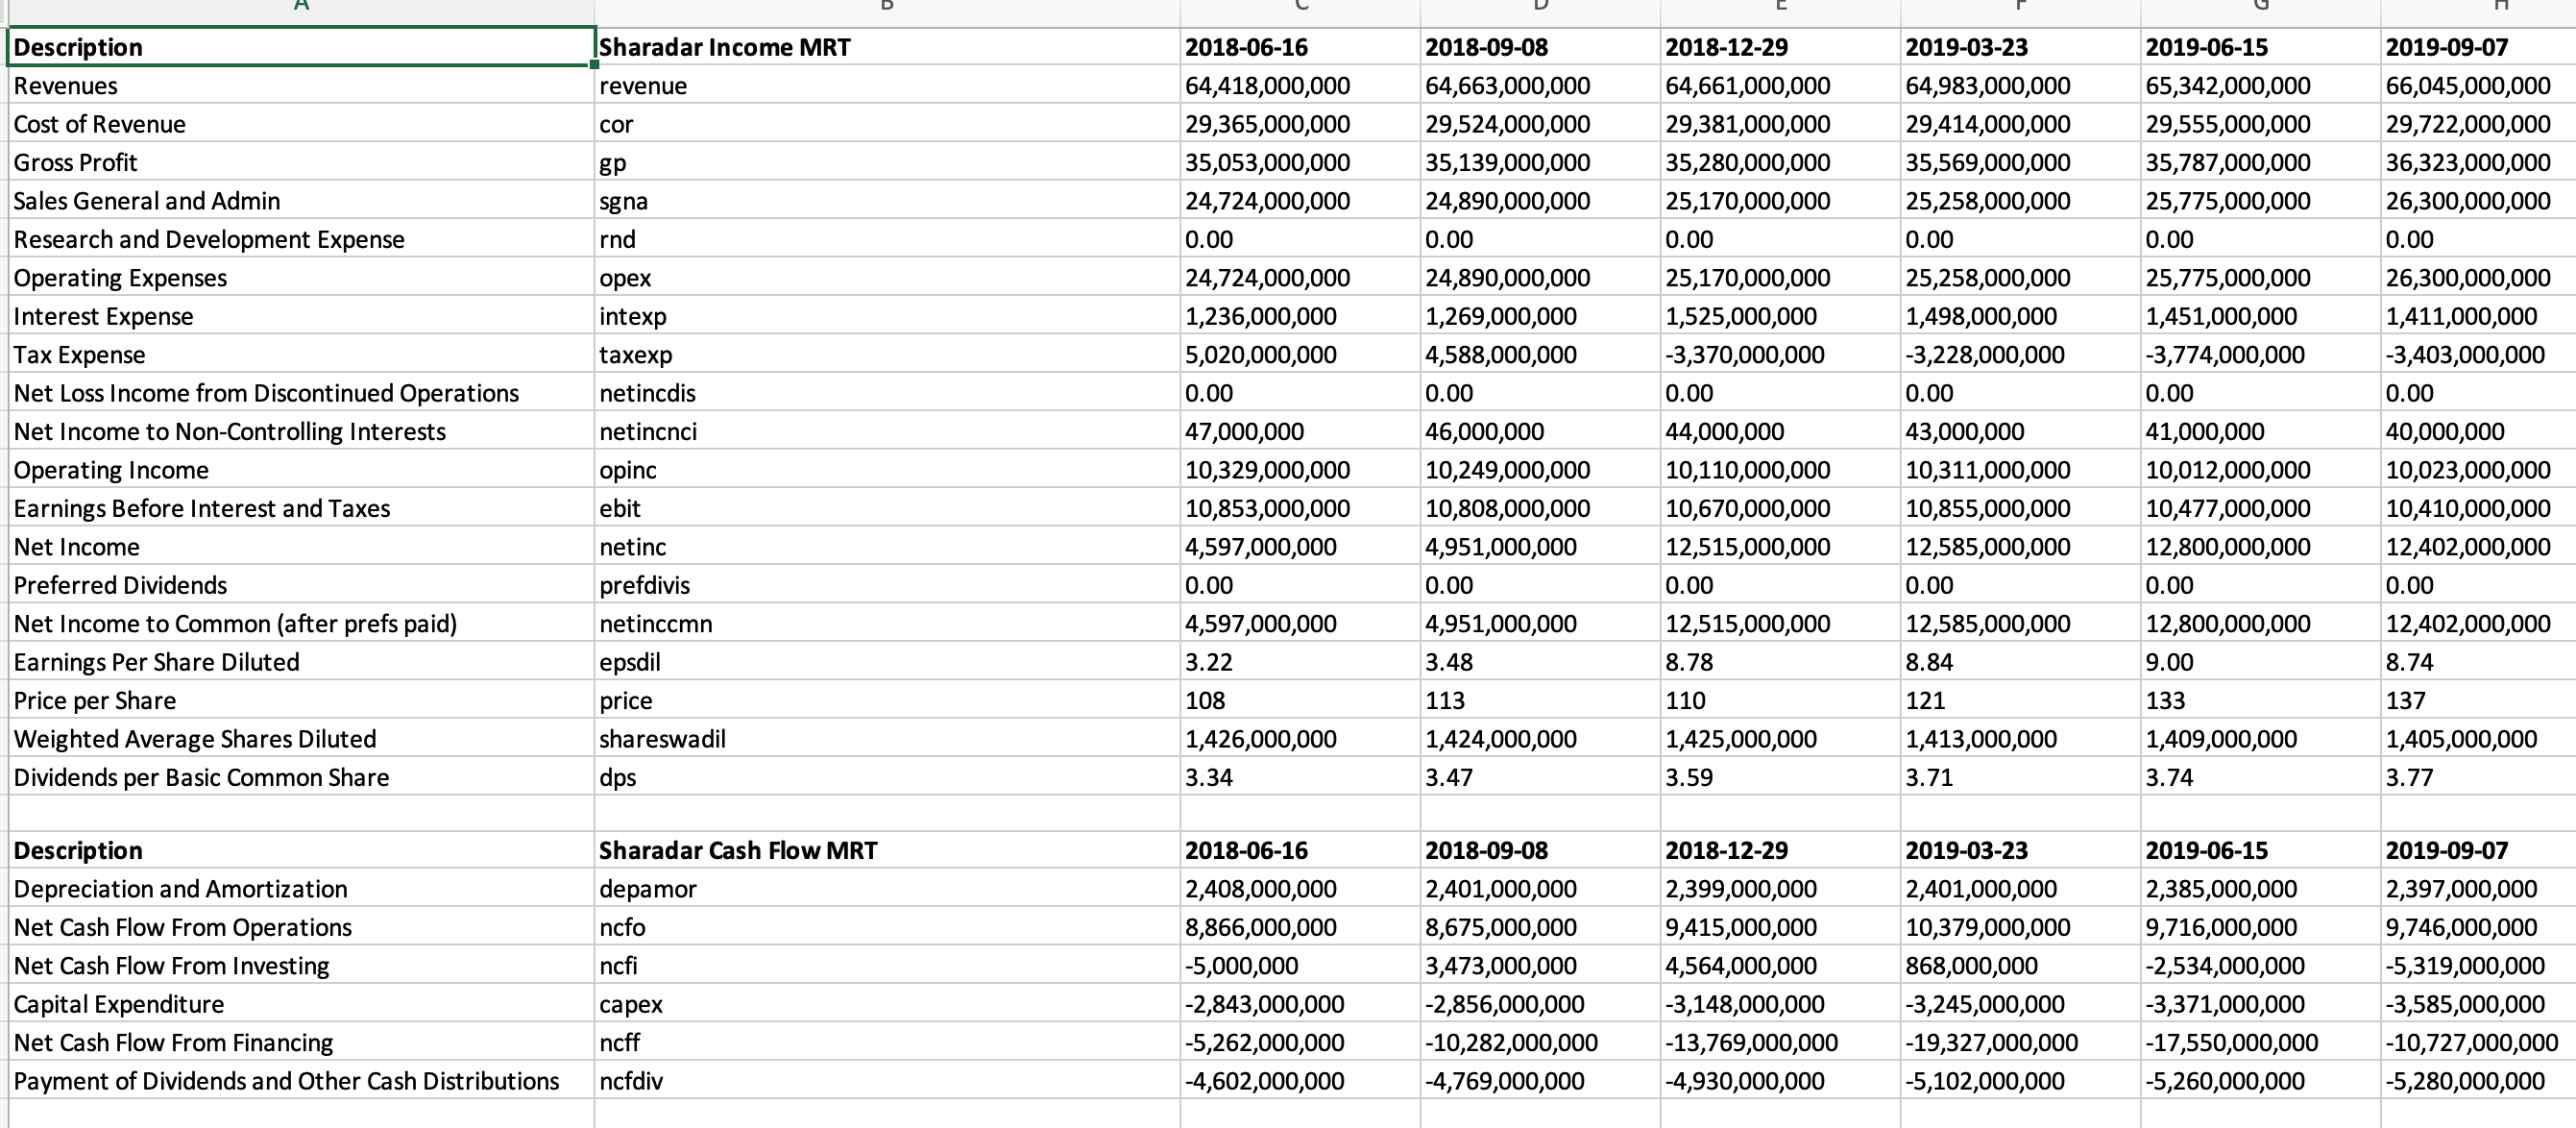 A B C D E F G H
Description Sharadar Income MRT 2018-06-16 2018-09-08 2018-12-29 2019-03-23 2019-06-15 2019-09-07
Revenues revenue 64,418,000,000 64,663,000,000 64,661,000,000 64,983,000,000 65,342,000,000 66,045,000,000
Cost of Revenue cor 29,365,000,000 29,524,000,000 29,381,000,000 29,414,000,000 29,555,000,000 29,722,000,000
Gross Profit gp 35,053,000,000 35,139,000,000 35,280,000,000 35,569,000,000 35,787,000,000 36,323,000,000
Sales General and Admin sgna 24,724,000,000 24,890,000,000 25,170,000,000 25,258,000,000 25,775,000,000 26,300,000,000
Research and Development Expense rnd 0.00 0.00 0.00 0.00 0.00 0.00
Operating Expenses opex 24,724,000,000 24,890,000,000 25,170,000,000 25,258,000,000 25,775,000,000 26,300,000,000
Interest Expense intexp 1,236,000,000 1,269,000,000 1,525,000,000 1,498,000,000 1,451,000,000 1,411,000,000
Tax Expense taxexp 5,020,000,000 4,588,000,000 -3,370,000,000 -3,228,000,000 -3,774,000,000 -3,403,000,000
Net Loss Income from Discontinued Operations netincdis 0.00 0.00 0.00 0.00 0.00 0.00
Net Income to Non-Controlling Interests netincnci 47,000,000 46,000,000 44,000,000 43,000,000 41,000,000 40,000,000
Operating Income opinc 10,329,000,000 10,249,000,000 10,110,000,000 10,311,000,000 10,012,000,000 10,023,000,000
Earnings Before Interest and Taxes ebit 10,853,000,000 10,808,000,000 10,670,000,000 10,855,000,000 10,477,000,000 10,410,000,000
Net Income netinc 4,597,000,000 4,951,000,000 12,515,000,000 12,585,000,000 12,800,000,000 12,402,000,000
Preferred Dividends prefdivis 0.00 0.00 0.00 0.00 0.00 0.00
Net Income to Common (after prefs paid) netinccmn 4,597,000,000 4,951,000,000 12,515,000,000 12,585,000,000 12,800,000,000 12,402,000,000
Earnings Per Share Diluted epsdil 3.22 3.48 8.78 8.84 9.00 8.74
Price per Share price 108 113 110 121 133 137
Weighted Average Shares Diluted shareswadil 1,426,000,000 1,424,000,000 1,425,000,000 1,413,000,000 1,409,000,000 1,405,000,000
Dividends per Basic Common Share dps 3.34 3.47 3.59 3.71 3.74 3.77
Description Sharadar Cash Flow MRT 2018-06-16 2018-09-08 2018-12-29 2019-03-23 2019-06-15 2019-09-07
Depreciation and Amortization depamor 2,408,000,000 2,401,000,000 2,399,000,000 2,401,000,000 2,385,000,000 2,397,000,000
Net Cash Flow From Operations ncfo 8,866,000,000 8,675,000,000 9,415,000,000 10,379,000,000 9,716,000,000 9,746,000,000
Net Cash Flow From Investing ncfi -5,000,000 3,473,000,000 4,564,000,000 868,000,000 -2,534,000,000 -5,319,000,000
Capital Expenditure capex -2,843,000,000 -2,856,000,000 -3,148,000,000 -3,245,000,000 -3,371,000,000 -3,585,000,000
Net Cash Flow From Financing ncff -5,262,000,000 -10,282,000,000 -13,769,000,000 -19,327,000,000 -17,550,000,000 -10,727,000,000
Payment of Dividends and Other Cash Distributions ncfdiv -4,602,000,000 -4,769,000,000 -4,930,000,000 -5,102,000,000 -5,260,000,000 -5,280,000,000